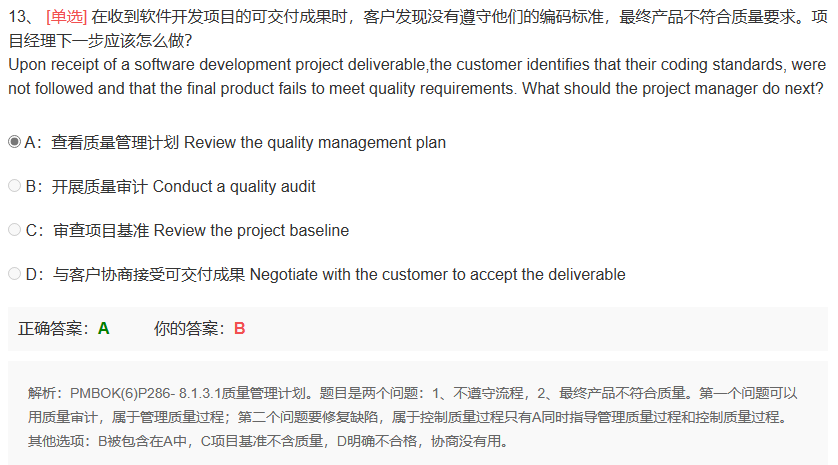 13、 [单选] 在收到软件开发项目的可交付成果时，客户发现没有遵守他们的编码标准，最终产品不符合质量要求。项
目经理下一步应该怎么做?
Upon receipt of a software development project deliverable,the customer identifies that their coding standards, were
not followed and that the final product fails to meet quality requirements. What should the project manager do next?
A：查看质量管理计划 Review the quality management plan
B：开展质量审计 Conduct a quality audit
C：审查项目基准 Review the project baseline
D：与客户协商接受可交付成果 Negotiate with the customer to accept the deliverable
正确答案：A 你的答案：B
解析：PMBOK(6)P286- 8.1.3.1质量管理计划。题目是两个问题：1、不遵守流程，2、最终产品不符合质量。第一个问题可以
用质量审计，属于管理质量过程；第二个问题要修复缺陷，属于控制质量过程只有A同时指导管理质量过程和控制质量过程。
其他选项：B被包含在A中，C项目基准不含质量，D明确不合格，协商没有用。